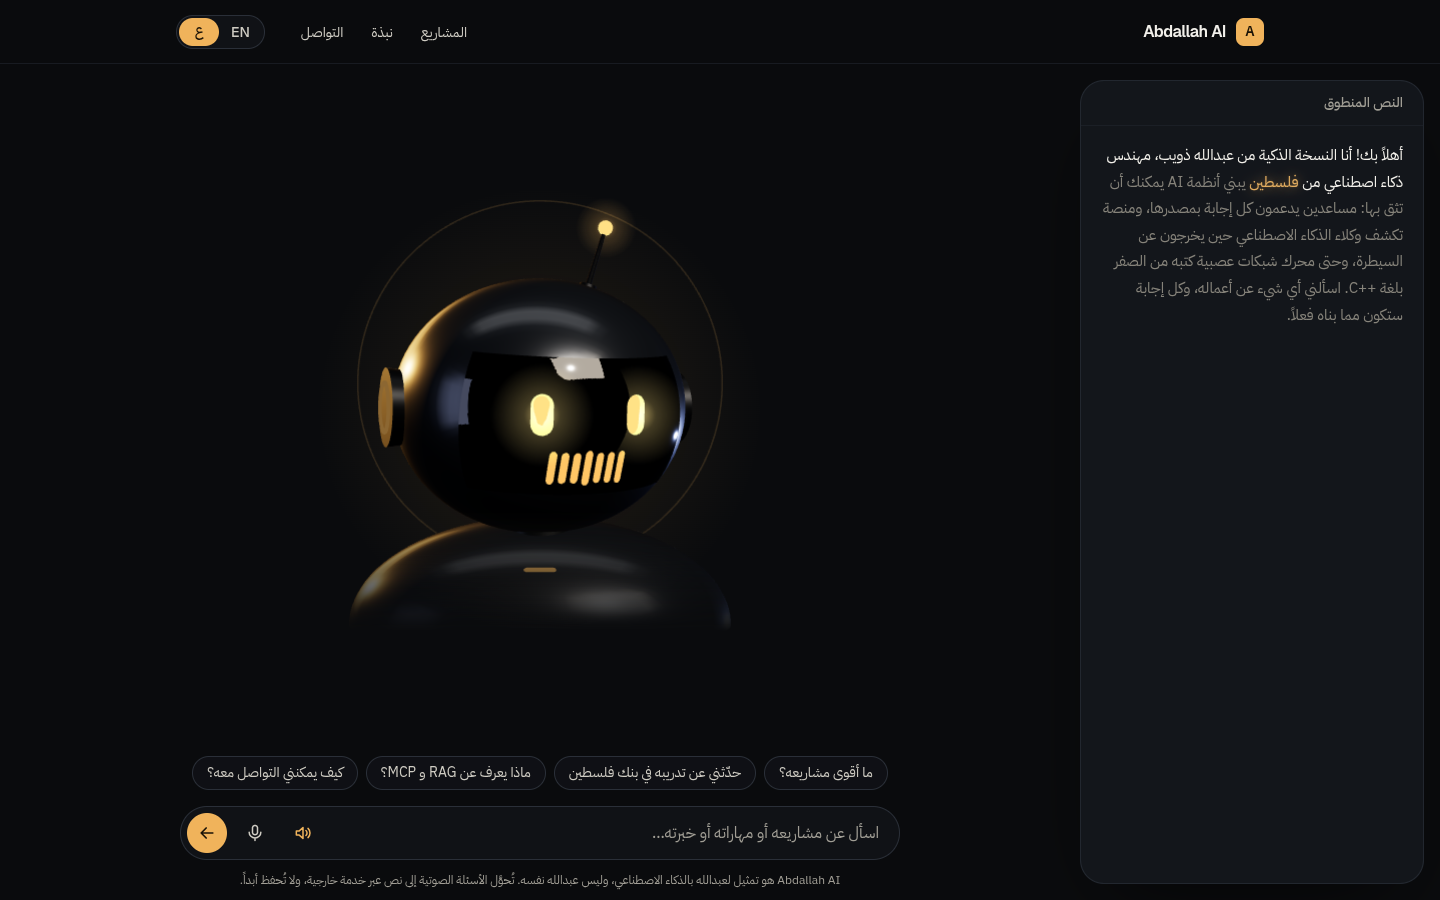 A Abdallah AI
المشاريع نبذة التواصل EN ع
النص المنطوق
أهلاً بك! أنا النسخة الذكية من عبدالله ذويب، مهندس
ذكاء اصطناعي من فلسطين يبني أنظمة AI يمكنك أن
تثق بها: مساعدين يدعمون كل إجابة بمصدرها، ومنصة
تكشف وكلاء الذكاء الاصطناعي حين يخرجون عن
السيطرة، وحتى محرك شبكات عصبية كتبه من الصفر
بلغة C++. اسألني أي شيء عن أعماله، وكل إجابة
ستكون مما بناه فعلاً.
ما أقوى مشاريعه؟
حدّثني عن تدريبه في بنك فلسطين
ماذا يعرف عن RAG و MCP؟
كيف يمكنني التواصل معه؟
اسأل عن مشاريعه أو مهاراته أو خبرته...
Abdallah AI هو تمثيل لعبدالله بالذكاء الاصطناعي، وليس عبدالله نفسه. تُحوَّل الأسئلة الصوتية إلى نص عبر خدمة خارجية، ولا تُحفظ أبداً.